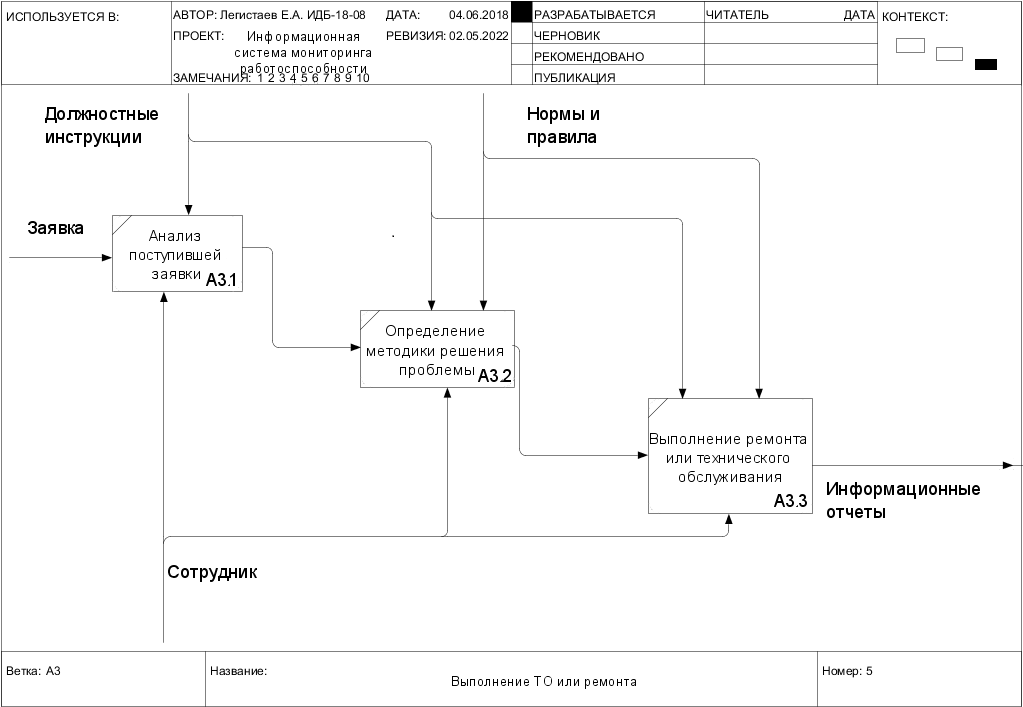 ИСПОЛЬЗУЕТСЯ В:
АВТОР: Легистаев Е.А. ИДБ-18-08
ДАТА: 04.06.2018
ПРОЕКТ: Информационная
система мониторинга
работоспособности
РЕВИЗИЯ: 02.05.2022
ЗАМЕЧАНИЯ: 1 2 3 4 5 6 7 8 9 10
РАЗРАБАТЫВАЕТСЯ
ЧЕРНОВИК
РЕКОМЕНДОВАНО
ПУБЛИКАЦИЯ
ЧИТАТЕЛЬ
ДАТА
КОНТЕКСТ:
Должностные
инструкции
Нормы и
правила
Заявка
Анализ
поступившей
заявки
A3.1
Определение
методики решения
проблемы
A3.2
Выполнение ремонта
или технического
обслуживания
A3.3
Информационные
отчеты
Сотрудник
Ветка: A3
Название:
Выполнение ТО или ремонта
Номер: 5